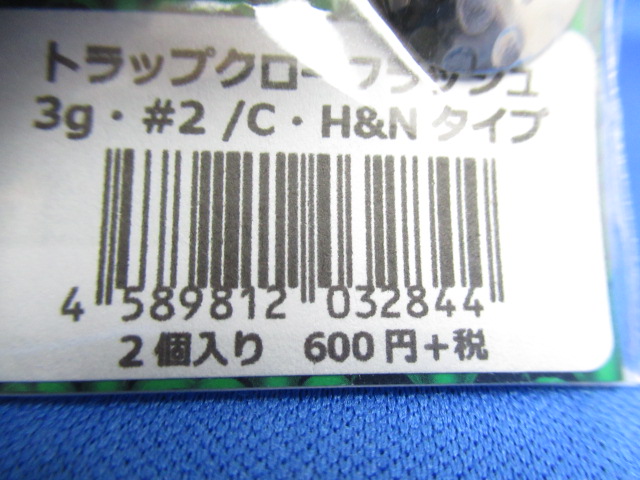 トラップクローフラッシュ
3g・#2 /C・H&N タイプ
4 589812 032844
2個入り 600円+税